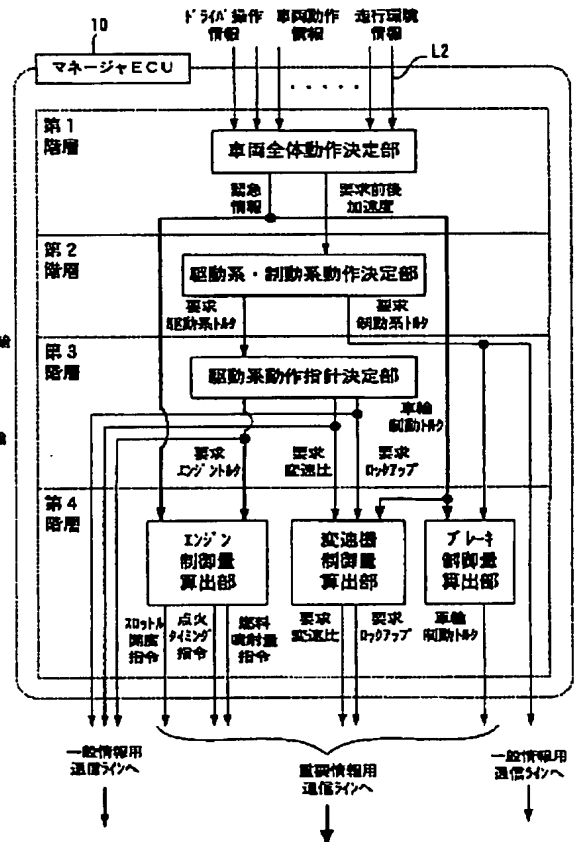 ﾄﾞﾗｲﾊﾞ操作 車両動作 走行環境
情報 情報 情報
10
L2
マネージャECU
・・・・・
第1
階層
車両全体動作決定部
緊急 要求前後
情報 加速度
第2
階層
駆動系・制動系動作決定部
要求 要求
駆動系ﾄﾙｸ 制動系ﾄﾙｸ
第3
階層
駆動系動作指針決定部
車輪
制動ﾄﾙｸ
要求 要求 要求
ｴﾝｼﾞﾝﾄﾙｸ 変速比 ﾛｯｸｱｯﾌﾟ
第4
階層
ｴﾝｼﾞﾝ 変速機 ﾌﾞﾚｰｷ
制御量 制御量 制御量
算出部 算出部 算出部
ｽﾛｯﾄﾙ 点火 燃料 要求 要求 車輪
開度 ﾀｲﾐﾝｸﾞ 噴射量 変速比 ﾛｯｸｱｯﾌﾟ 制動ﾄﾙｸ
指令 指令 指令
一般情報用 重要情報用 一般情報用
通信ﾗｲﾝへ 通信ﾗｲﾝへ 通信ﾗｲﾝへ